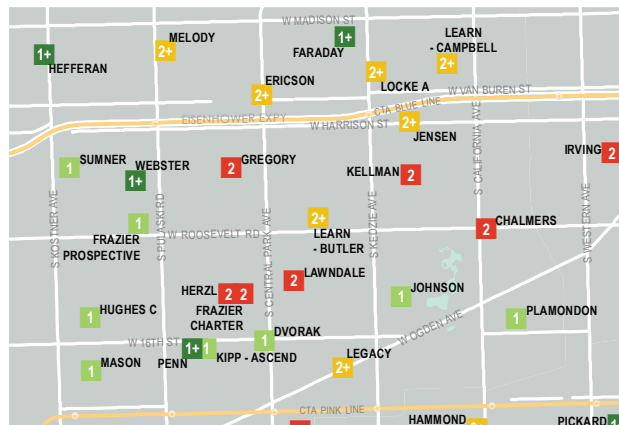 W MADISON ST
MELODY
2+
HEFFERAN
1+
FARADAY
1+
LEARN
- CAMPBELL
2+
ERICSON
2+
LOCKE A
2+
W VAN BUREN ST
CTA BLUE LINE
EISENHOWER EXPY
W HARRISON ST
JENSEN
2+
SUMNER
1
WEBSTER
1+
GREGORY
2
KELLMAN
2
IRVING
2
S KOSTNER AVE
S PULASKI RD
S CENTRAL PARK AVE
S KEDZIE AVE
S CALIFORNIA AVE
S WESTERN AVE
1
FRAZIER
PROSPECTIVE
W ROOSEVELT RD
2+
LEARN
- BUTLER
CHALMERS
2
LAWNDALE
2
HERZL
2 2
FRAZIER
CHARTER
JOHNSON
1
HUGHES C
1
PLAMONDON
1
DVORAK
1
W OGDEN AVE
W 16TH ST
1+ 1
PENN
KIPP - ASCEND
MASON
1
LEGACY
2+
CTA PINK LINE
HAMMOND
PICKARD